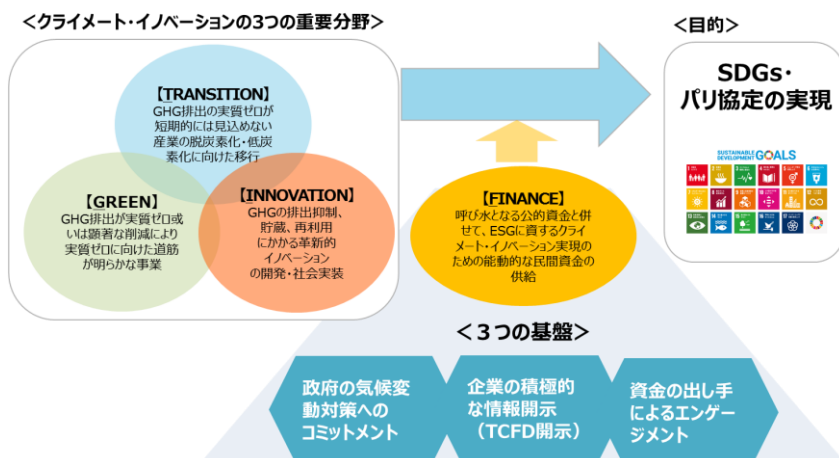 ＜クライメート・イノベーションの3つの重要分野＞
【TRANSITION】
GHG排出の実質ゼロが
短期的には見込めない
産業の脱炭素化・低炭
素化に向けた移行
【GREEN】
GHG排出が実質ゼロ或
いは顕著な削減により
実質ゼロに向けた道筋
が明らかな事業
【INNOVATION】
GHGの排出抑制、
貯蔵、再利用
にかかる革新的
イノベーション
の開発・社会実装
【FINANCE】
呼び水となる公的資金と併
せて、ESGに資するクライ
メート・イノベーション実現の
ための能動的な民間資金の
供給
＜目的＞
SDGs・
パリ協定の実現
SUSTAINABLE
DEVELOPMENT GOALS
＜３つの基盤＞
政府の気候変
動対策への
コミットメント
企業の積極的
な情報開示
（TCFD開示）
資金の出し手
によるエンゲー
ジメント